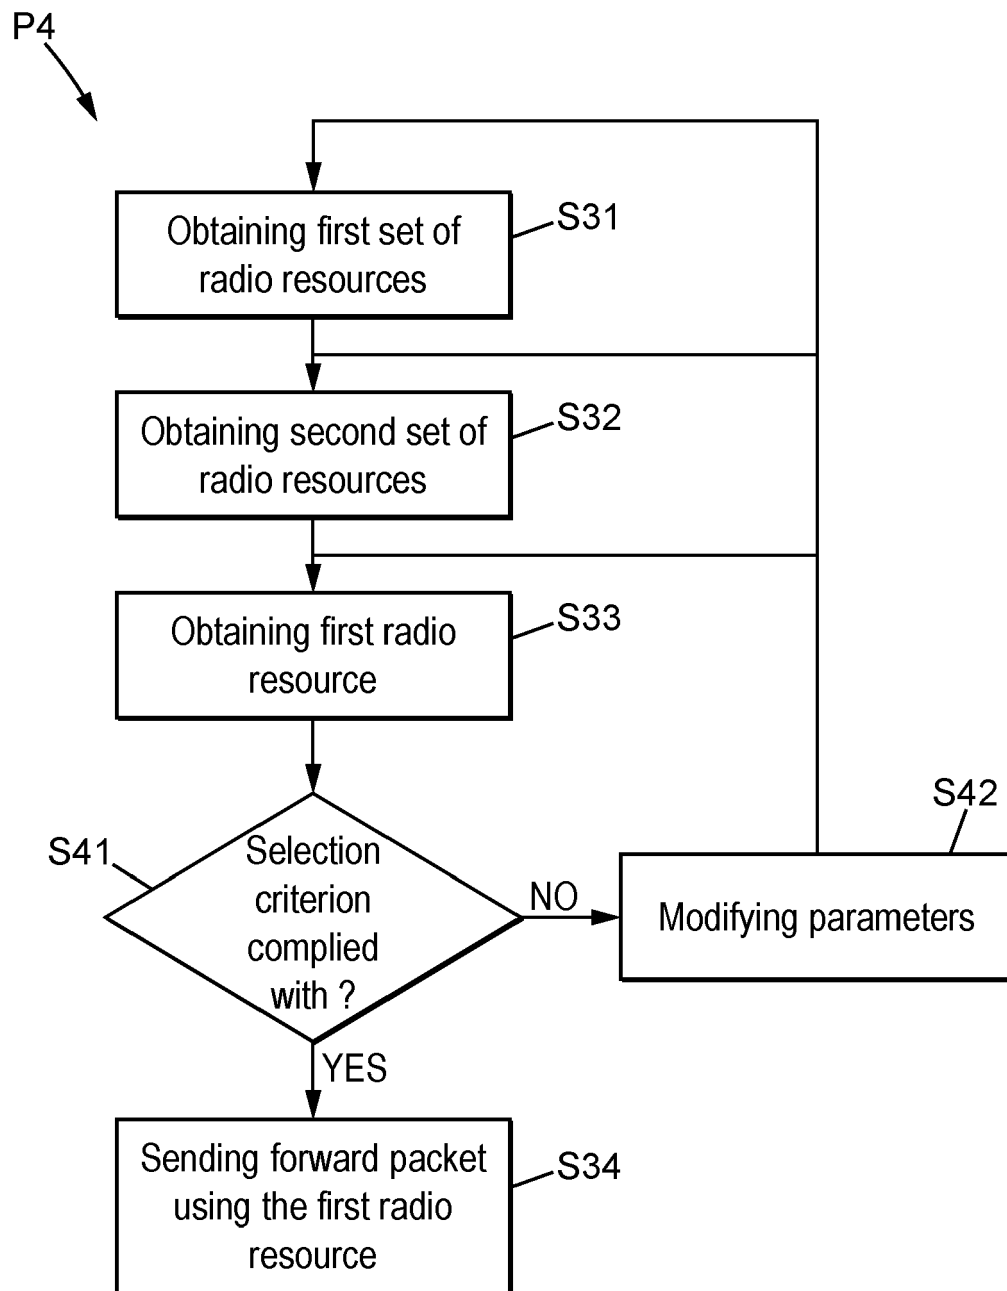 P4
Obtaining first set of
radio resources
S31
Obtaining second set of
radio resources
S32
Obtaining first radio
resource
S33
S41
Selection
criterion
complied
with ?
NO
S42
Modifying parameters
YES
Sending forward packet
using the first radio
resource
S34